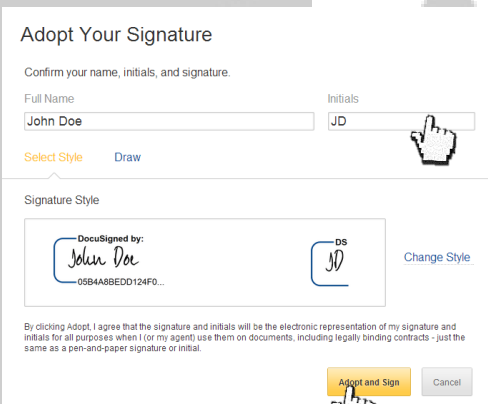 Adopt Your Signature
Confirm your name, initials, and signature.
Full Name Initials
John Doe JD
Select Style Draw
Signature Style
DocuSigned by: DS
John Doe JD
05B4A8BEDD124F0...
Change Style
By clicking Adopt, I agree that the signature and initials will be the electronic representation of my signature and
initials for all purposes when I (or my agent) use them on documents, including legally binding contracts - just the
same as a pen-and-paper signature or initial.
Adopt and Sign Cancel